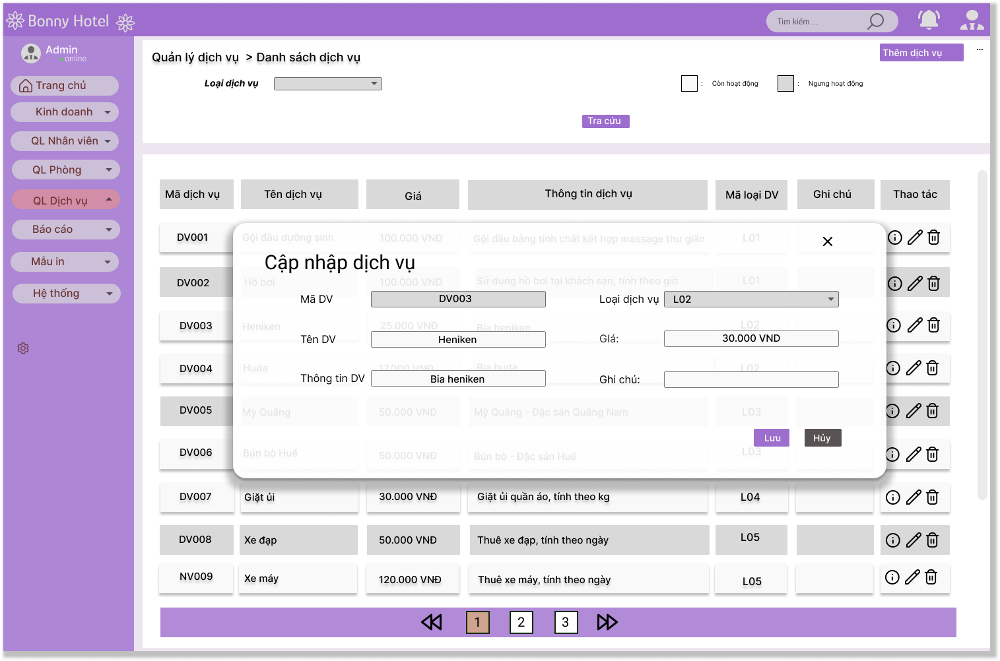 Bonny Hotel
Tìm kiếm ....
Admin
online
Trang chủ
Kinh doanh
QL Nhân viên
QL Phòng
QL Dịch vụ
Báo cáo
Mẫu in
Hệ thống
Quản lý dịch vụ > Danh sách dịch vụ
Thêm dịch vụ
...
Loại dịch vụ
: Còn hoạt động
: Ngưng hoạt động
Tra cứu
Mã dịch vụ Tên dịch vụ Giá Thông tin dịch vụ Mã loại DV Ghi chú Thao tác
DV001 Gội đầu dưỡng sinh 100.000 VNĐ Gội đầu bằng tinh chất kết hợp massage thư giãn L01
DV002 Hồ bơi 100.000 VNĐ Sử dụng hồ bơi tại khách sạn, tính theo giờ L01
DV003 Heniken 25.000 VNĐ Bia heniken L02
DV004 Huda 17.000 VNĐ Bia huda L02
DV005 Mỳ Quảng 50.000 VNĐ Mỳ Quảng - Đặc sản Quảng Nam L03
DV006 Bún bò Huế 50.000 VNĐ Bún bò - Đặc sản Huế L03
DV007 Giặt ủi 30.000 VNĐ Giặt ủi quần áo, tính theo kg L04
DV008 Xe đạp 50.000 VNĐ Thuê xe đạp, tính theo ngày L05
NV009 Xe máy 120.000 VNĐ Thuê xe máy, tính theo ngày L05
Cập nhập dịch vụ
Mã DV DV003 Loại dịch vụ L02
Tên DV Heniken GIá: 30.000 VND
Thông tin DV Bia heniken Ghi chú:
Lưu Hủy
1 2 3